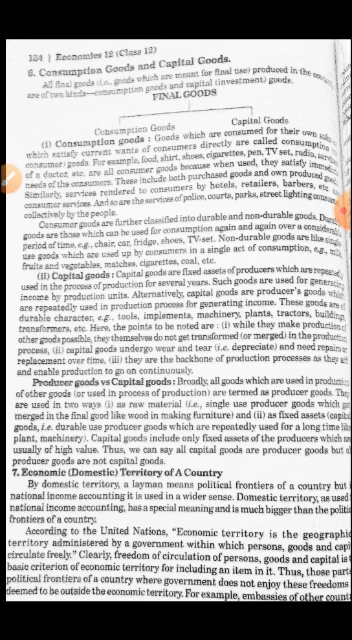 134 | Economics 12 (Class 12)
6. Consumption Goods and Capital Goods.
All final goods (i.e., goods which are meant for final use) produced in the
are of two kinds—consumption goods and capital (investment) goods.
FINAL GOODS
Consumption Goods Capital Goods
(i) Consumption goods : Goods which are consumed for their own
which satisfy current wants of consumers directly are called consumption
consumer) goods. For example, food, shirt, shoes, cigarettes, pen, TV set, radio,
of a doctor, etc. are all consumer goods because when used, they satisfy
needs of the consumers. These include both purchased goods and own produced
Similarly, services rendered to consumers by hotels, retailers, barbers, etc
consumer services. And so are the services of police, courts, parks, street lighting
collectively by the people.
Consumer goods are further classified into durable and non-durable goods.
goods are those which can be used for consumption again and again over a
period of time, e.g., chair, car, fridge, shoes, TV-set. Non-durable goods are like
use goods which are used up by consumers in a single act of consumption, e.g.,
fruits and vegetables, matches, cigarettes, coal, etc.
(ii) Capital goods : Capital goods are fixed assets of producers which are
used in the process of production for several years. Such goods are used for
income by production units. Alternatively, capital goods are producer's goods
are repeatedly used in production process for generating income. These goods are
durable character, e.g., tools, implements, machinery, plants, tractors,
transformers, etc. Here, the points to be noted are : (i) while they make production
other goods possible, they themselves do not get transformed (or merged) in the
process, (ii) capital goods undergo wear and tear (i.e. depreciate) and need repairs or
replacement over time, (iii) they are the backbone of production processes as they
and enable production to go on continuously.
Producer goods vs Capital goods : Broadly, all goods which are used in
of other goods (or used in process of production) are termed as producer goods. They
are used in two ways (i) as raw material (i.e., single use producer goods which
merged in the final good like wood in making furniture) and (ii) as fixed assets (capital
goods, i.e. durable use producer goods which are repeatedly used for a long time like
plant, machinery). Capital goods include only fixed assets of the producers which are
usually of high value. Thus, we can say all capital goods are producer goods but
producer goods are not capital goods.
7. Economic (Domestic) Territory of A Country
By domestic territory, a layman means political frontiers of a country but
national income accounting it is used in a wider sense. Domestic territory, as used
national income accounting, has a special meaning and is much bigger than the
frontiers of a country.
According to the United Nations, "Economic territory is the
territory administered by a government within which persons, goods and
circulate freely." Clearly, freedom of circulation of persons, goods and capital is
basic criterion of economic territory for including an item in it. Thus, those
political frontiers of a country where government does not enjoy these freedoms
deemed to be outside the economic territory. For example, embassies of other